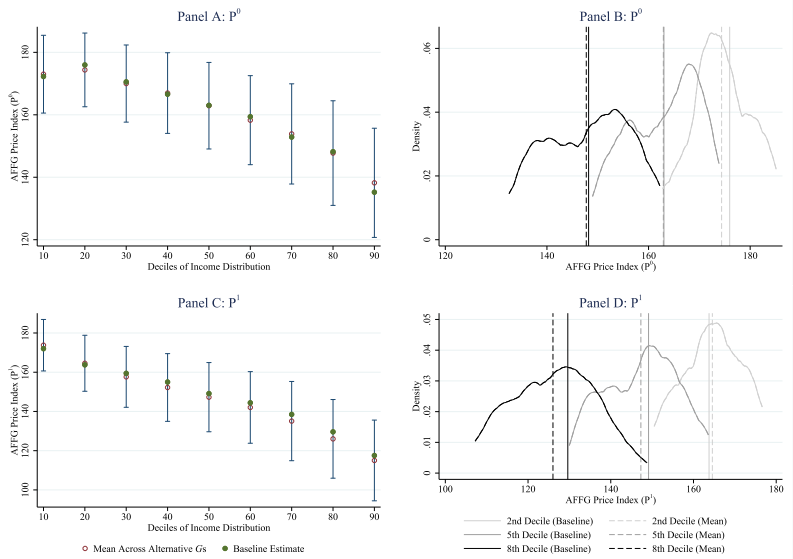 Panel A: P⁰
AFFG Price Index (P⁰)
180
160
140
120
10 20 30 40 50 60 70 80 90
Deciles of Income Distribution
Panel B: P⁰
Density
.06
.04
.02
0
120 140 160 180
AFFG Price Index (P⁰)
Panel C: P¹
AFFG Price Index (P¹)
180
160
140
120
100
10 20 30 40 50 60 70 80 90
Deciles of Income Distribution
Mean Across Alternative Gs Baseline Estimate
Panel D: P¹
Density
.05
.04
.03
.02
.01
0
100 120 140 160 180
AFFG Price Index (P¹)
2nd Decile (Baseline) 2nd Decile (Mean)
5th Decile (Baseline) 5th Decile (Mean)
8th Decile (Baseline) 8th Decile (Mean)